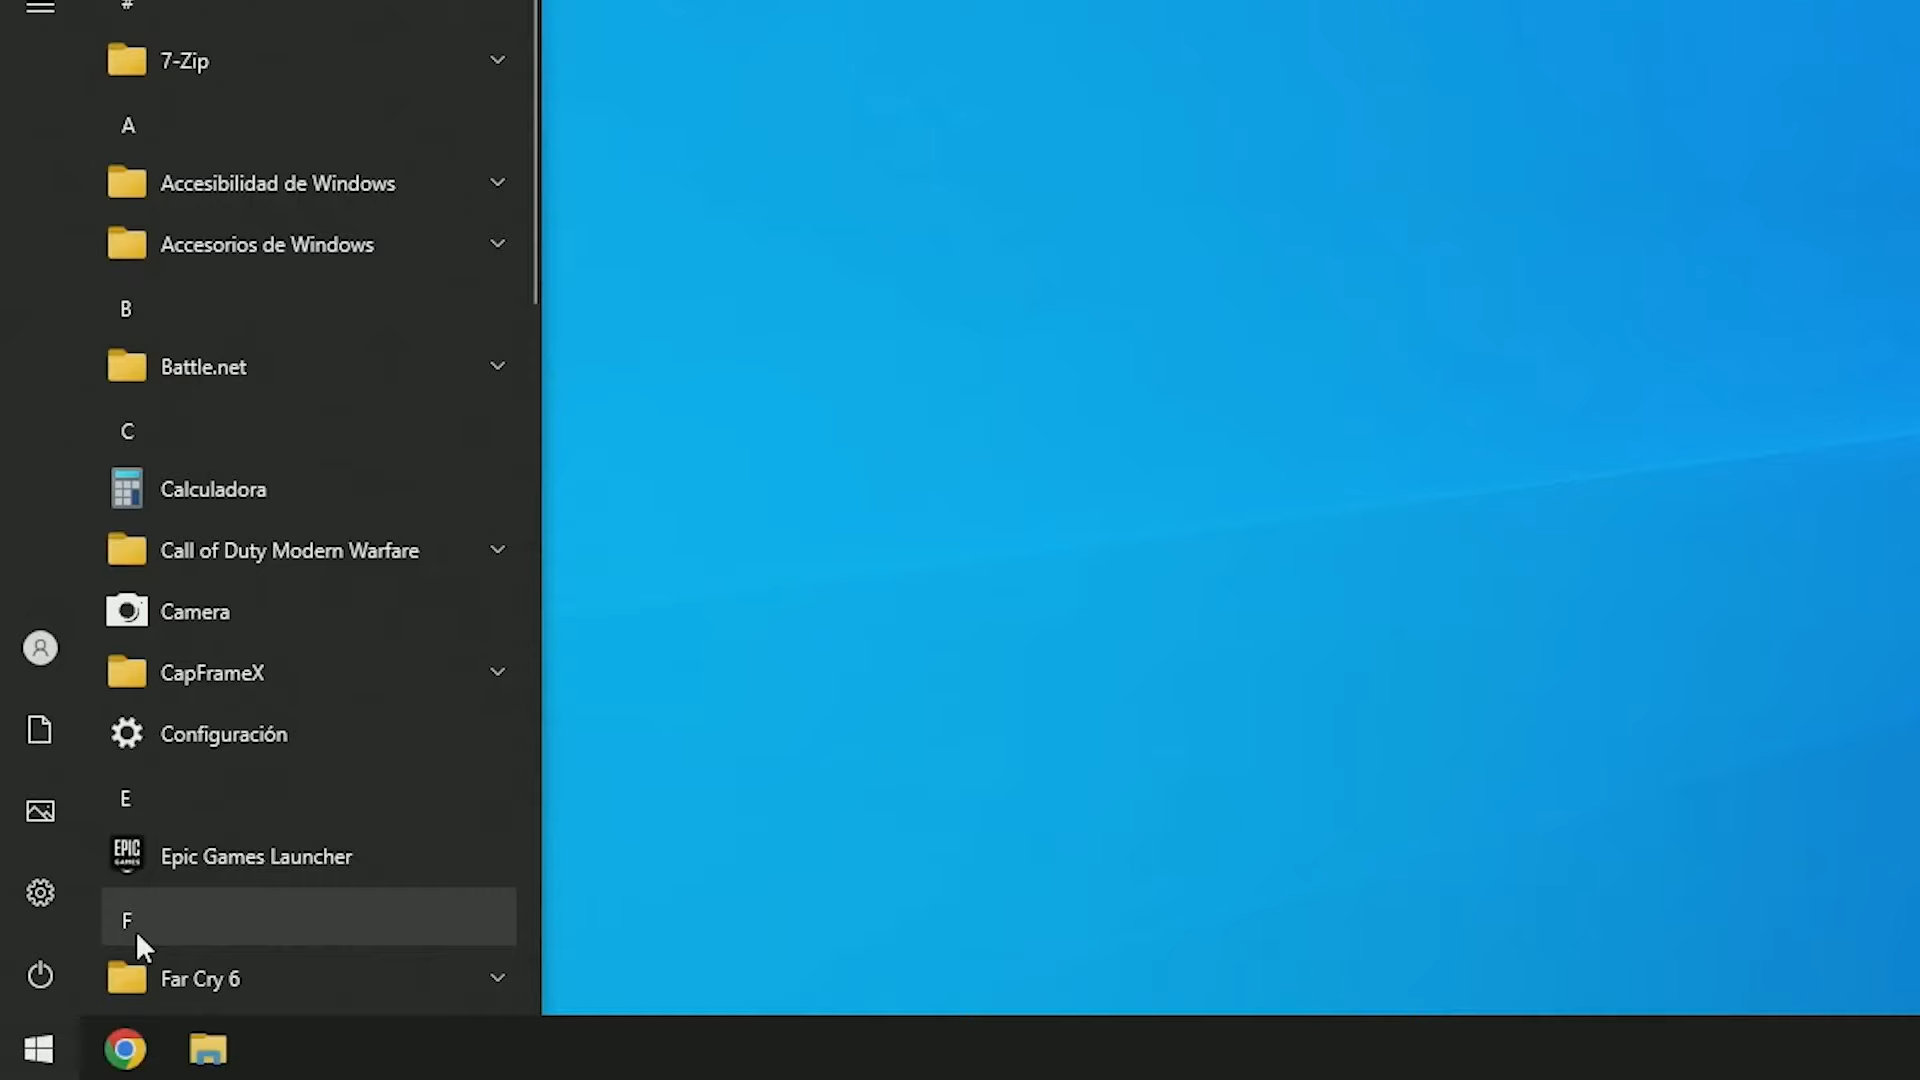 #
7-Zip
A
Accesibilidad de Windows
Accesorios de Windows
B
Battle.net
C
Calculadora
Call of Duty Modern Warfare
Camera
CapFrameX
Configuración
E
EPIC
GAMES
Epic Games Launcher
F
Far Cry 6